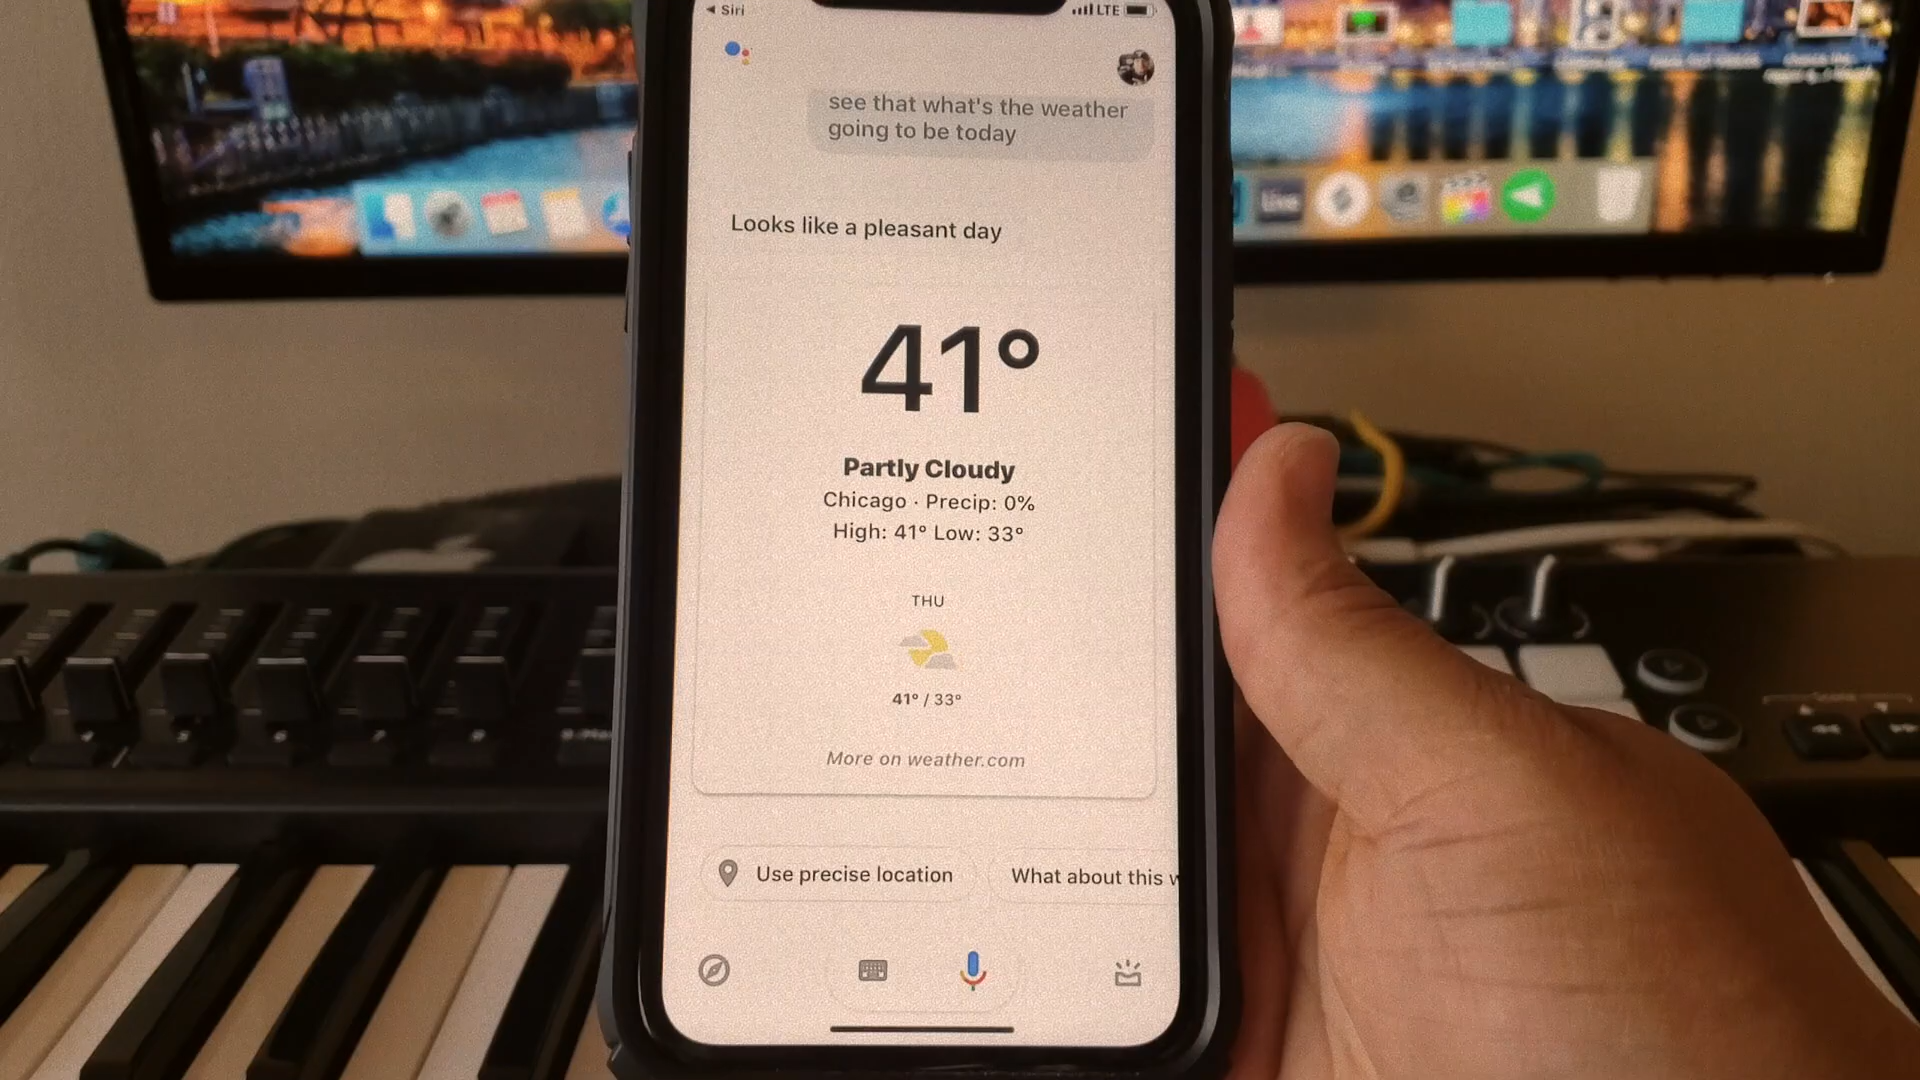 ◀ Siri
LTE
see that what's the weather
going to be today
Looks like a pleasant day
41°
Partly Cloudy
Chicago · Precip: 0%
High: 41° Low: 33°
THU
41° / 33°
More on weather.com
Use precise location
What about this w
Live